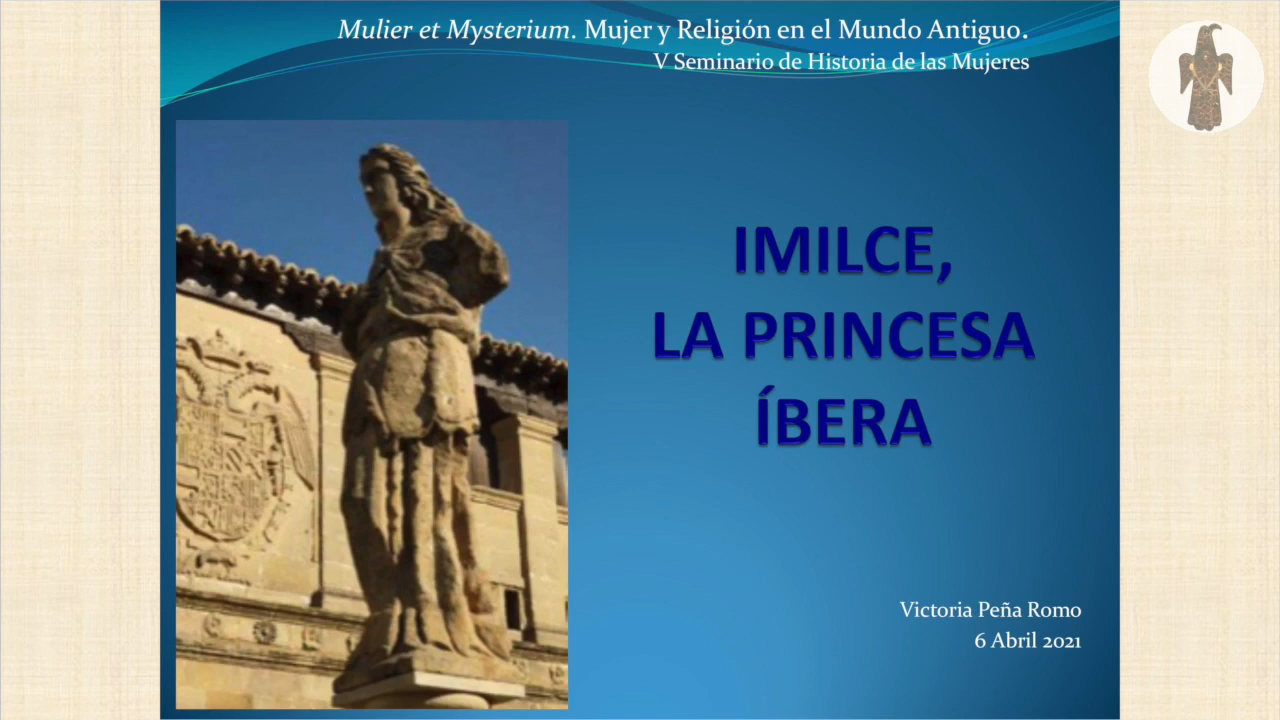 Mulier et Mysterium. Mujer y Religión en el Mundo Antiguo.
V Seminario de Historia de las Mujeres
IMILCE,
LA PRINCESA
ÍBERA
Victoria Peña Romo
6 Abril 2021